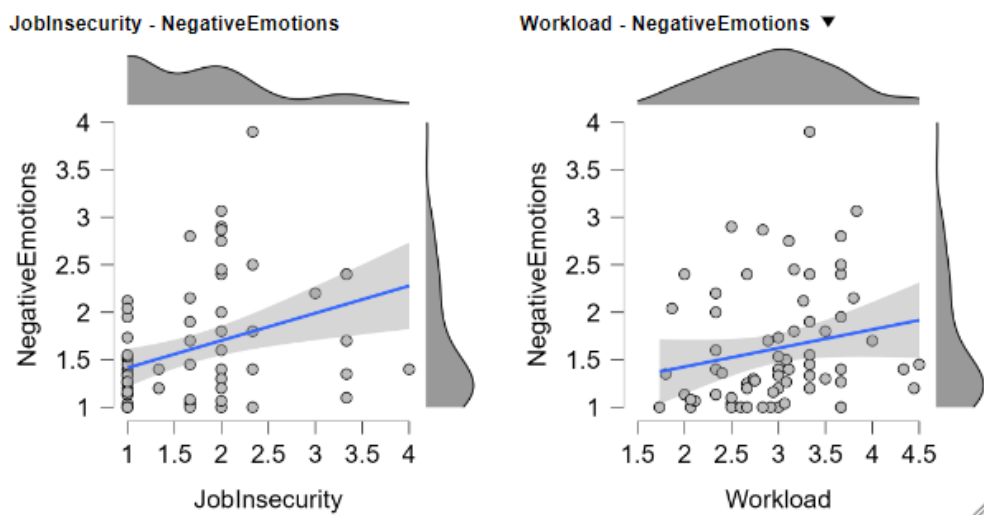 JobInsecurity - NegativeEmotions
4
3.5
3
2.5
2
1.5
1
NegativeEmotions
1 1.5 2 2.5 3 3.5 4
JobInsecurity
Workload - NegativeEmotions ▼
4
3.5
3
2.5
2
1.5
1
NegativeEmotions
1.5 2 2.5 3 3.5 4 4.5
Workload